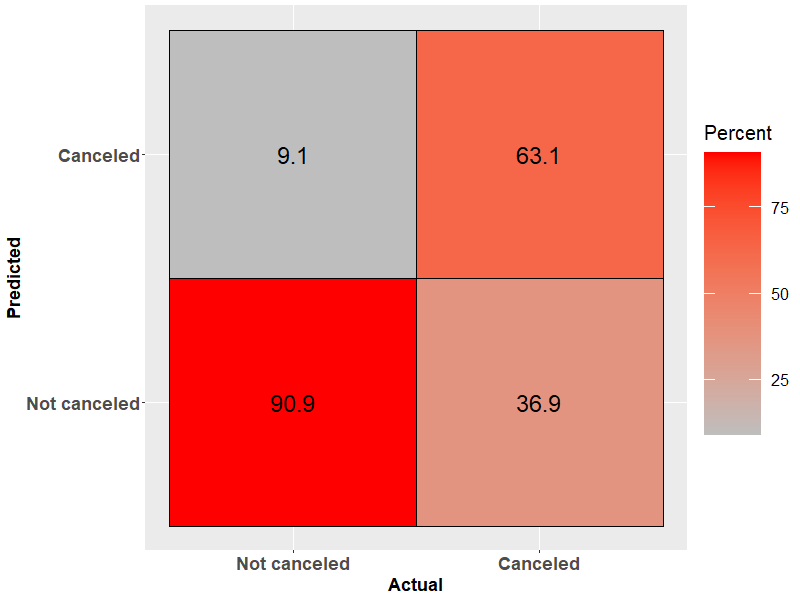 Percent
Canceled
9.1
63.1
75
50
25
Predicted
Not canceled
90.9
36.9
Not canceled
Canceled
Actual